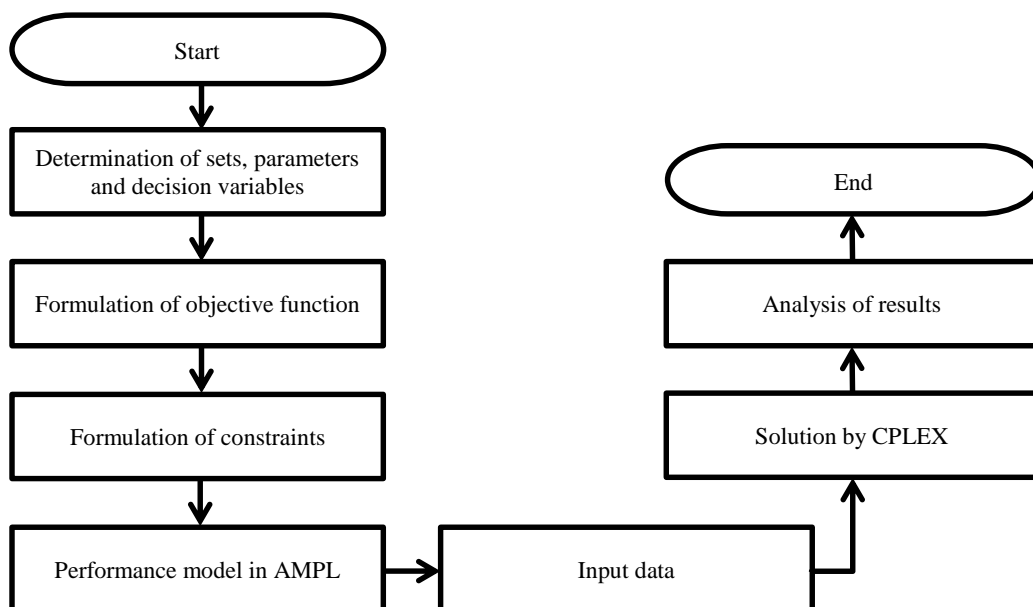 Start
Determination of sets, parameters
and decision variables
Formulation of objective function
Formulation of constraints
Performance model in AMPL
Input data
Solution by CPLEX
Analysis of results
End